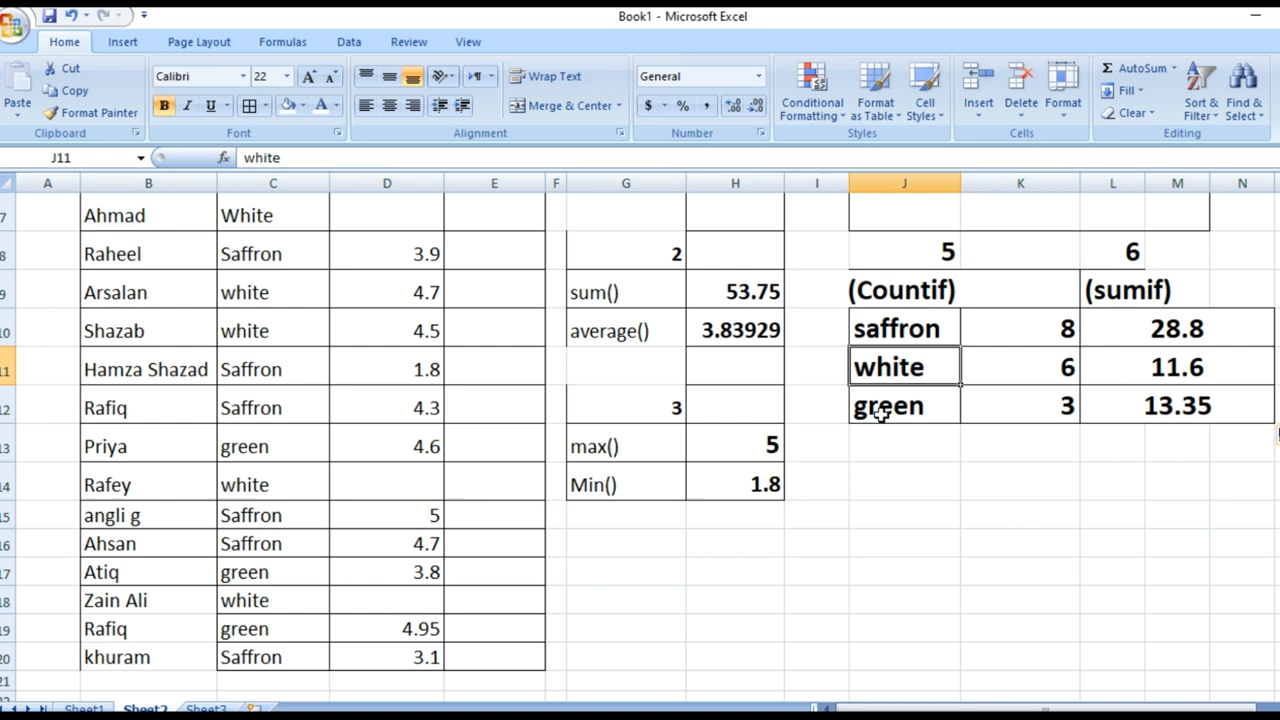 Book1 - Microsoft Excel
Home Insert Page Layout Formulas Data Review View
Paste
Cut
Copy
Format Painter
Clipboard
Calibri 22
B I U
Font
Wrap Text
Merge & Center
Alignment
General
$ % ,
Number
Conditional Formatting
Format as Table
Cell Styles
Styles
Insert Delete Format
Cells
Σ AutoSum
Fill
Clear
Sort & Filter
Find & Select
Editing
J11 fx white
A B C D E F G H I J K L M N
7 Ahmad White
8 Raheel Saffron 3.9 2 5 6
9 Arsalan white 4.7 sum() 53.75 (Countif) (sumif)
10 Shazab white 4.5 average() 3.83929 saffron 8 28.8
11 Hamza Shazad Saffron 1.8 white 6 11.6
12 Rafiq Saffron 4.3 3 green 3 13.35
13 Priya green 4.6 max() 5
14 Rafey white Min() 1.8
15 angli g Saffron 5
16 Ahsan Saffron 4.7
17 Atiq green 3.8
18 Zain Ali white
19 Rafiq green 4.95
20 khuram Saffron 3.1
21
Sheet1 Sheet2 Sheet3